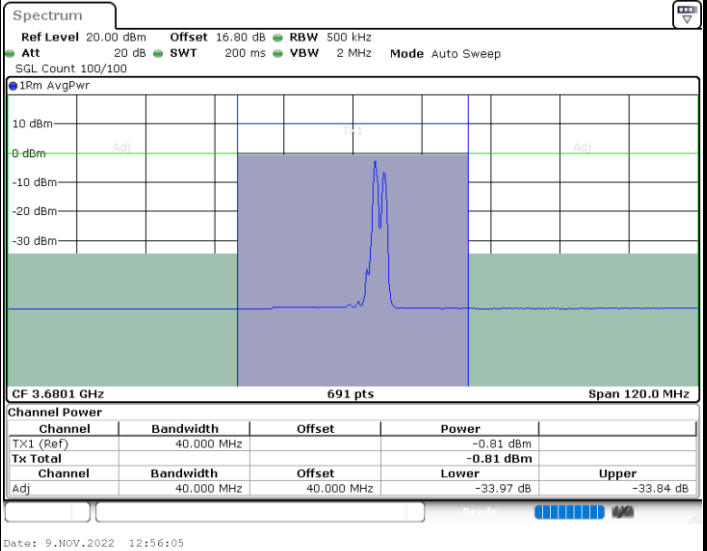 Spectrum
Ref Level 20.00 dBm Offset 16.80 dB RBW 500 kHz
Att 20 dB SWT 200 ms VBW 2 MHz Mode Auto Sweep
SGL Count 100/100
1Rm AvgPwr
10 dBm
TX1
Adj Adj
0 dBm
-10 dBm
-20 dBm
-30 dBm
CF 3.6801 GHz 691 pts Span 120.0 MHz
Channel Power
Channel Bandwidth Offset Power
TX1 (Ref) 40.000 MHz -0.81 dBm
Tx Total -0.81 dBm
Channel Bandwidth Offset Lower Upper
Adj 40.000 MHz 40.000 MHz -33.97 dB -33.84 dB
Ready
Date: 9.NOV.2022 12:56:05